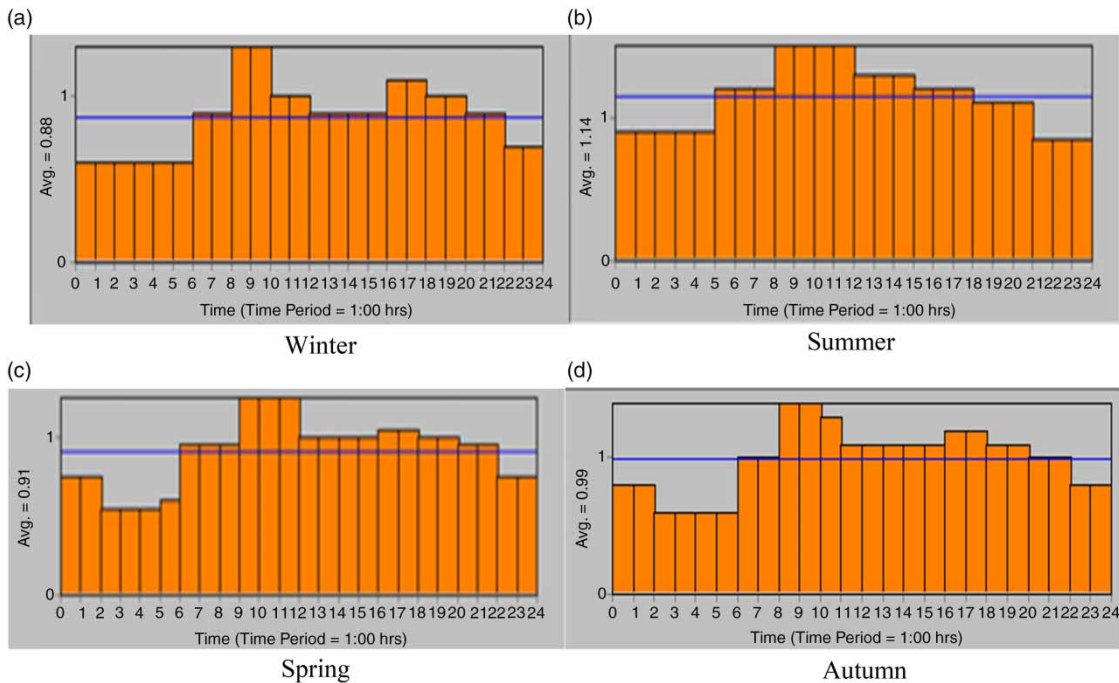 (a)
Avg. = 0.88
1
0
0 1 2 3 4 5 6 7 8 9 10 11 12 13 14 15 16 17 18 19 20 21 22 23 24
Time (Time Period = 1:00 hrs)
Winter
(b)
Avg. = 1.14
1
0
0 1 2 3 4 5 6 7 8 9 10 11 12 13 14 15 16 17 18 19 20 21 22 23 24
Time (Time Period = 1:00 hrs)
Summer
(c)
Avg. = 0.91
1
0
0 1 2 3 4 5 6 7 8 9 10 11 12 13 14 15 16 17 18 19 20 21 22 23 24
Time (Time Period = 1:00 hrs)
Spring
(d)
Avg. = 0.99
1
0
0 1 2 3 4 5 6 7 8 9 10 11 12 13 14 15 16 17 18 19 20 21 22 23 24
Time (Time Period = 1:00 hrs)
Autumn